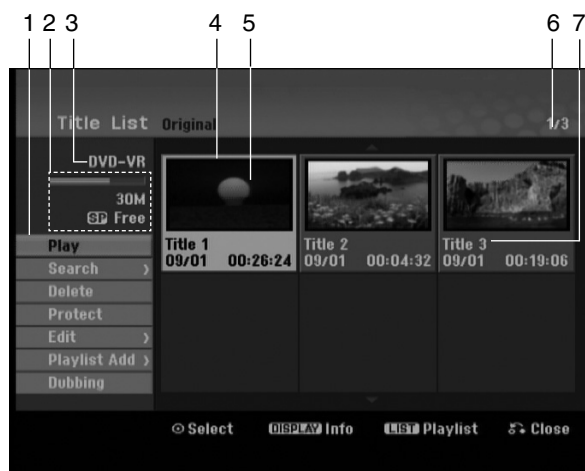 1 2 3 4 5 6 7
Title List Original 1/3
DVD-VR
30M
SP Free
Play
Search
Delete
Protect
Edit
Playlist Add
Dubbing
Title 1
09/01 00:26:24
Title 2
09/01 00:04:32
Title 3
09/01 00:19:06
Select DISPLAY Info LIST Playlist Close